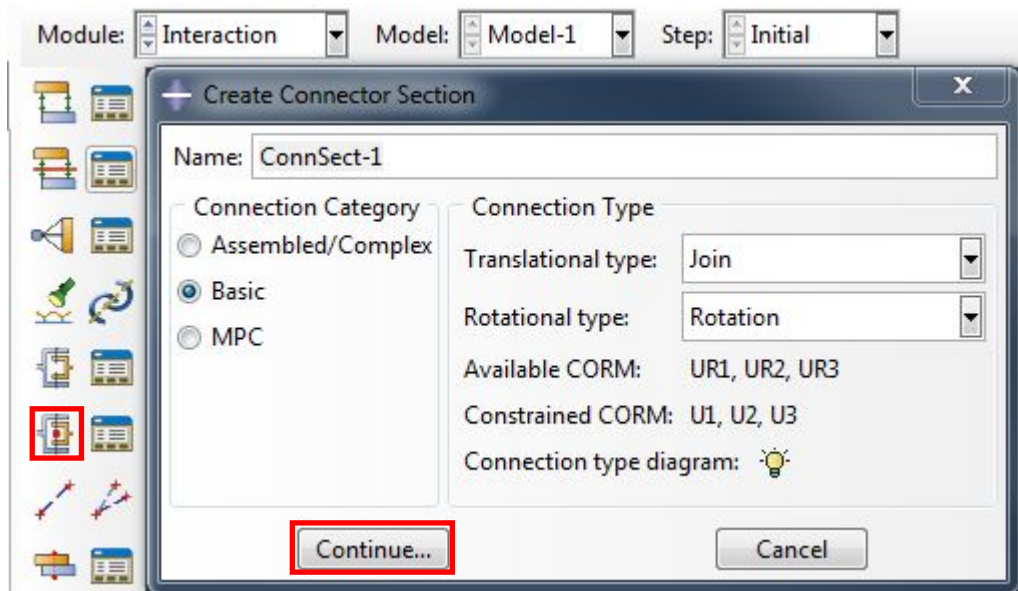 Module: Interaction Model: Model-1 Step: Initial
Create Connector Section
x
Name: ConnSect-1
Connection Category
Assembled/Complex
Basic
MPC
Connection Type
Translational type: Join
Rotational type: Rotation
Available CORM: UR1, UR2, UR3
Constrained CORM: U1, U2, U3
Connection type diagram:
Continue... Cancel